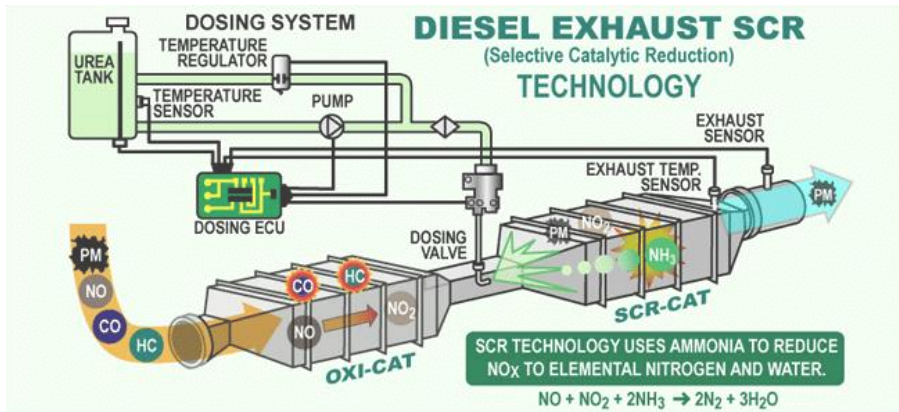 DOSING SYSTEM
DIESEL EXHAUST SCR
(Selective Catalytic Reduction)
TECHNOLOGY
UREA
TANK
TEMPERATURE
REGULATOR
TEMPERATURE
SENSOR
PUMP
EXHAUST
SENSOR
EXHAUST TEMP.
SENSOR
DOSING ECU
DOSING
VALVE
PM
NO
CO
HC
CO
HC
NO
NO2
OXI-CAT
PM
NO2
NH3
PM
SCR-CAT
SCR TECHNOLOGY USES AMMONIA TO REDUCE
NOX TO ELEMENTAL NITROGEN AND WATER.
NO + NO2 + 2NH3 → 2N2 + 3H2O